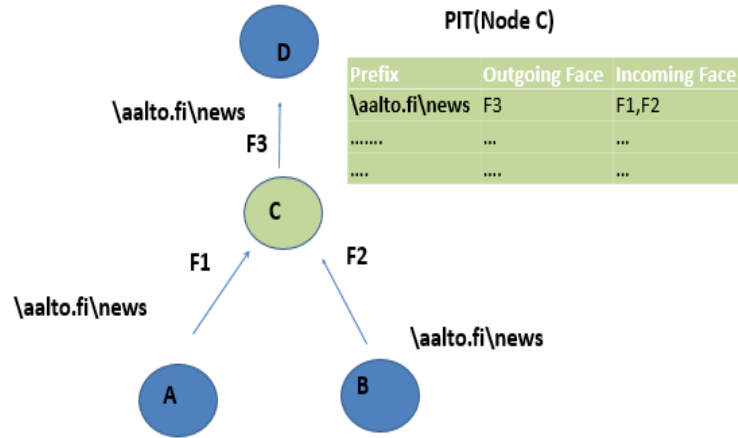 PIT(Node C)
D
Prefix Outgoing Face Incoming Face
\aalto.fi\news F3 F1,F2
....... ... ...
.... .... ...
\aalto.fi\news
F3
C
F1
F2
\aalto.fi\news
\aalto.fi\news
A
B